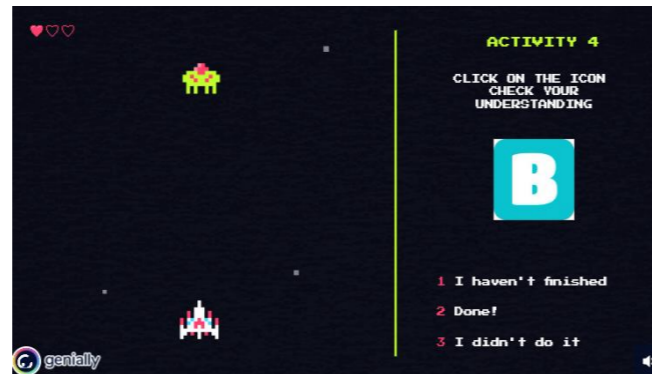 ACTIVITY 4
CLICK ON THE ICON
CHECK YOUR
UNDERSTANDING
B
1 I haven't finished
2 Done!
3 I didn't do it
genially